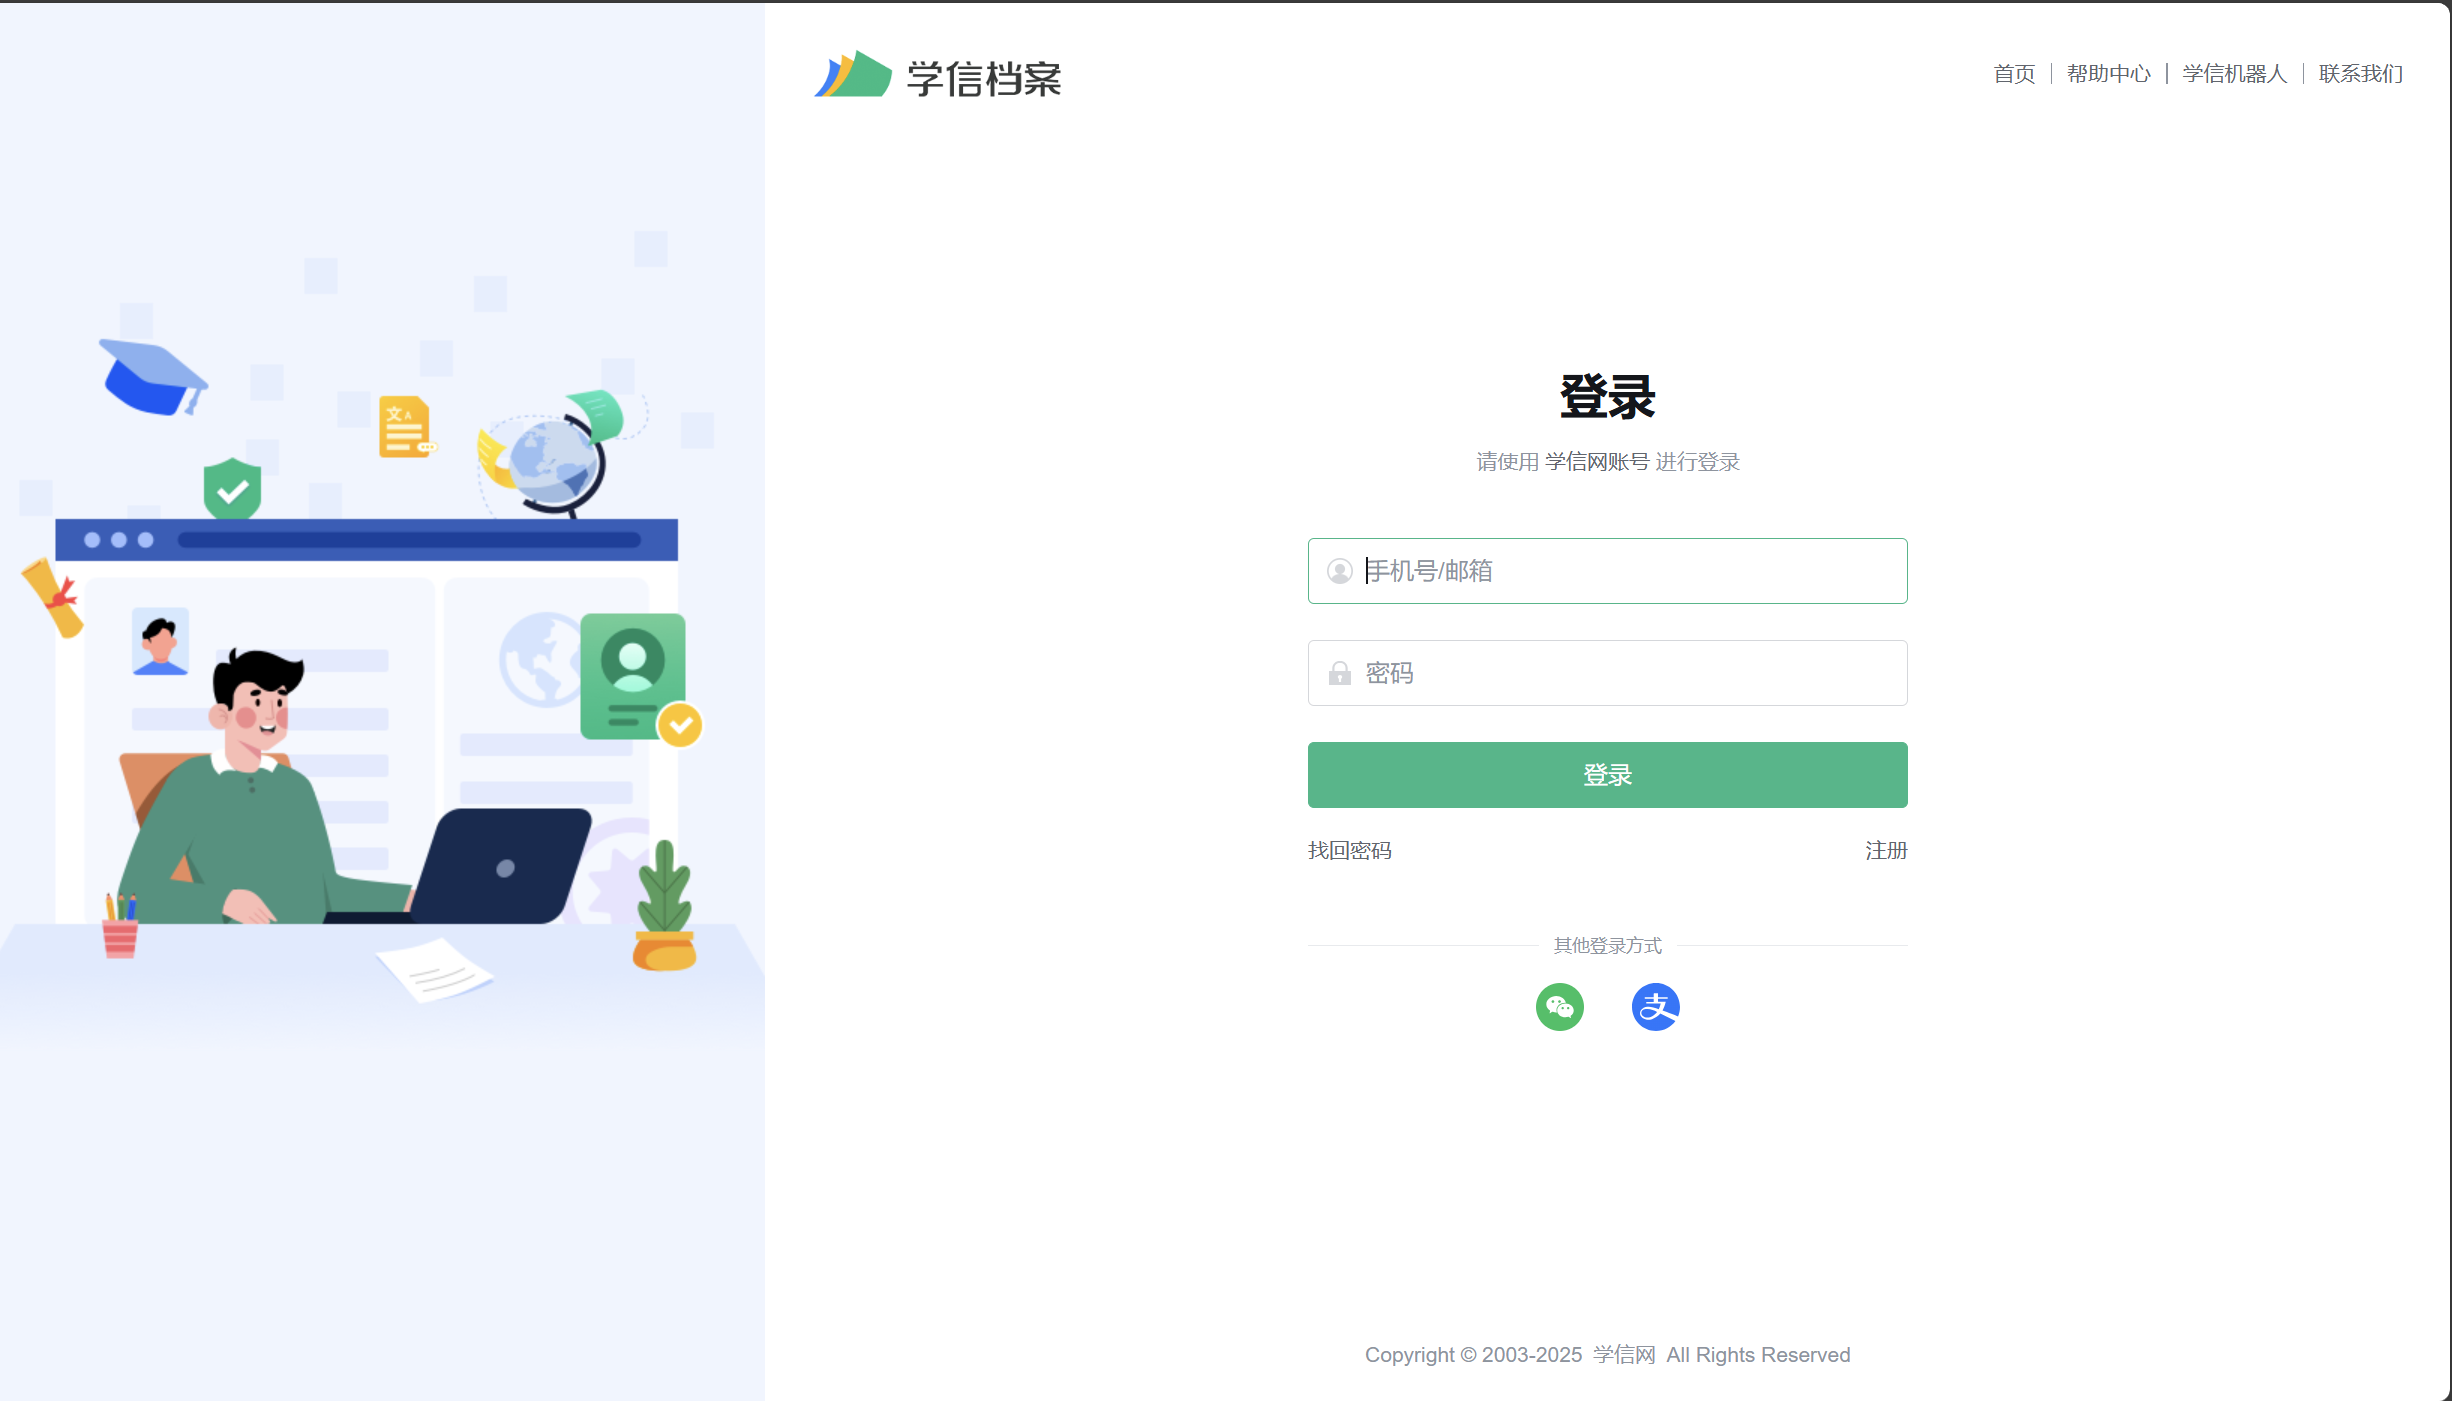 学信档案
首页 | 帮助中心 | 学信机器人 | 联系我们
登录
请使用 学信网账号 进行登录
手机号/邮箱
密码
登录
找回密码 注册
其他登录方式
支
文A
Copyright © 2003-2025 学信网 All Rights Reserved